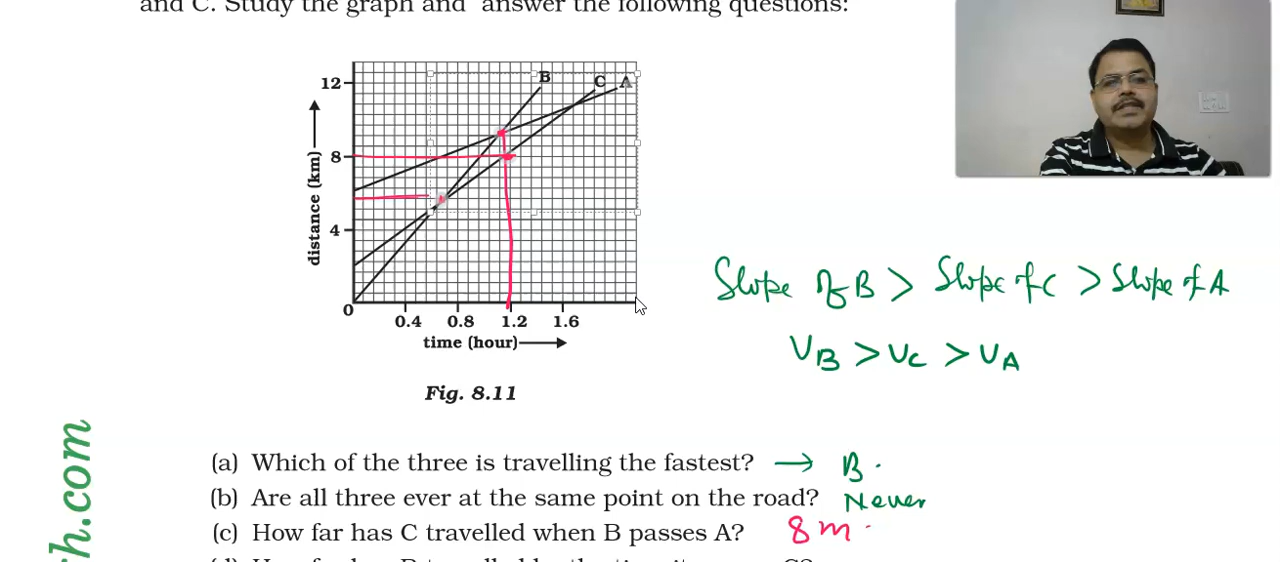 and C. Study the graph and answer the following questions:
12
8
4
0
distance (km)
B
C
A
0.4
0.8
1.2
1.6
time (hour)
Fig. 8.11
Slope of B > Slope of C > Slope of A
VB > VC > VA
(a) Which of the three is travelling the fastest? → B.
(b) Are all three ever at the same point on the road? Never
(c) How far has C travelled when B passes A? 8 m.
h.com